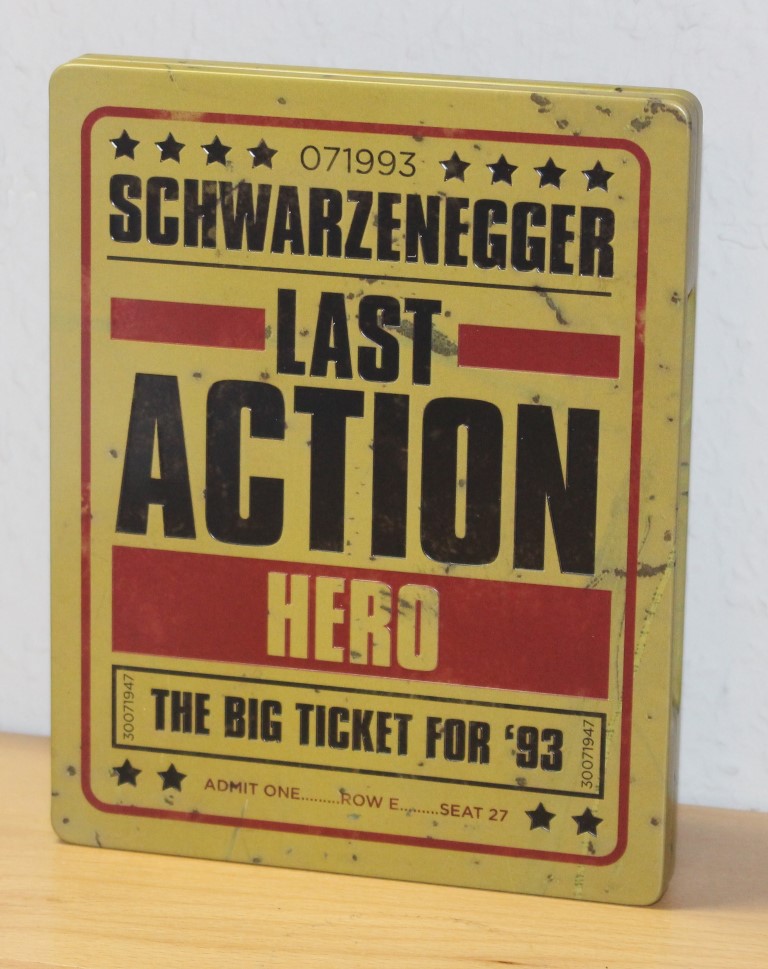 071993
SCHWARZENEGGER
LAST
ACTION
HERO
30071947
THE BIG TICKET FOR ‘93
30071947
ADMIT ONE.........ROW E.........SEAT 27